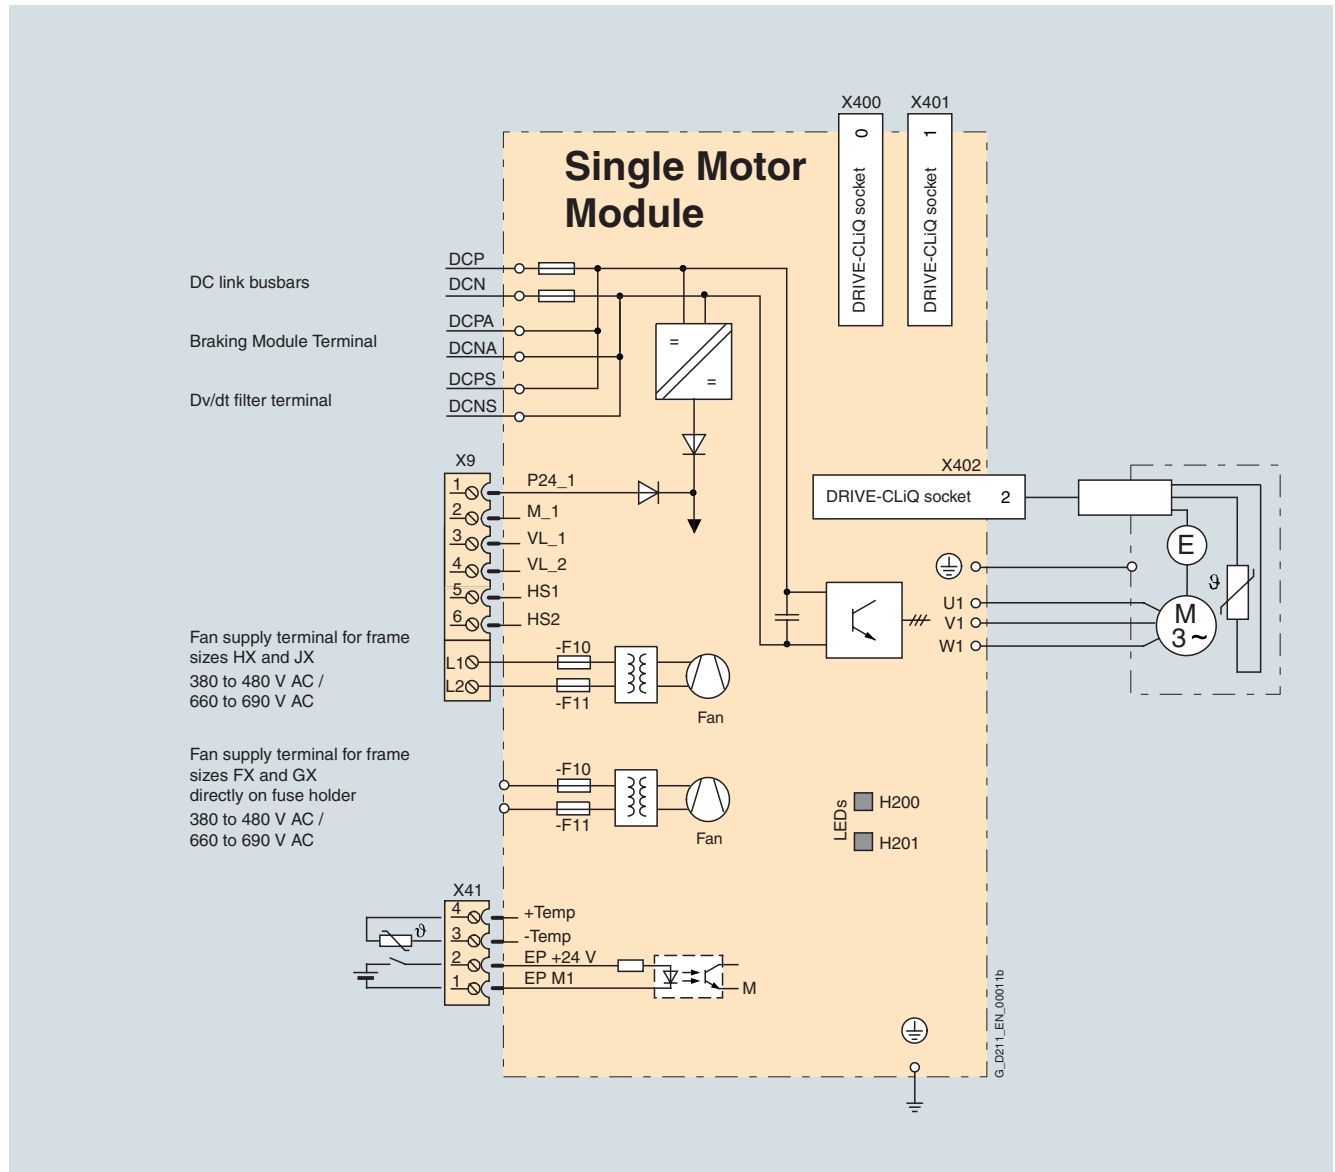 X400
X401
Single Motor
Module
0
DRIVE-CLiQ socket
1
DRIVE-CLiQ socket
DC link busbars
DCP
DCN
Braking Module Terminal
DCPA
DCNA
Dv/dt filter terminal
DCPS
DCNS
=
=
X9
1
P24_1
2
M_1
3
VL_1
4
VL_2
5
HS1
6
HS2
X402
DRIVE-CLiQ socket 2
E
ϑ
U1
V1
W1
M
3~
Fan supply terminal for frame
sizes HX and JX
380 to 480 V AC /
660 to 690 V AC
L1
L2
-F10
-F11
Fan
Fan supply terminal for frame
sizes FX and GX
directly on fuse holder
380 to 480 V AC /
660 to 690 V AC
-F10
-F11
Fan
LEDs
H200
H201
X41
4
+Temp
ϑ
3
-Temp
2
EP +24 V
1
EP M1
M
G_D211_EN_00011b